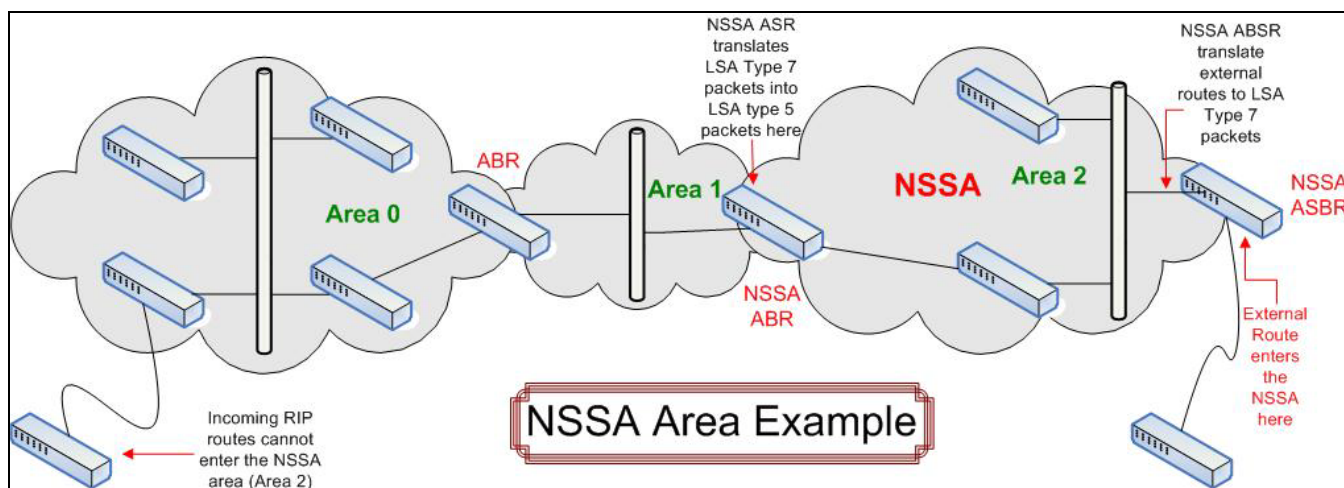 NSSA ASR
translates
LSA Type 7
packets into
LSA type 5
packets here
NSSA ABSR
translate
external
routes to LSA
Type 7
packets
ABR
Area 0
Area 1
NSSA
Area 2
NSSA
ASBR
NSSA
ABR
External
Route
enters
the
NSSA
here
Incoming RIP
routes cannot
enter the NSSA
area (Area 2)
NSSA Area Example